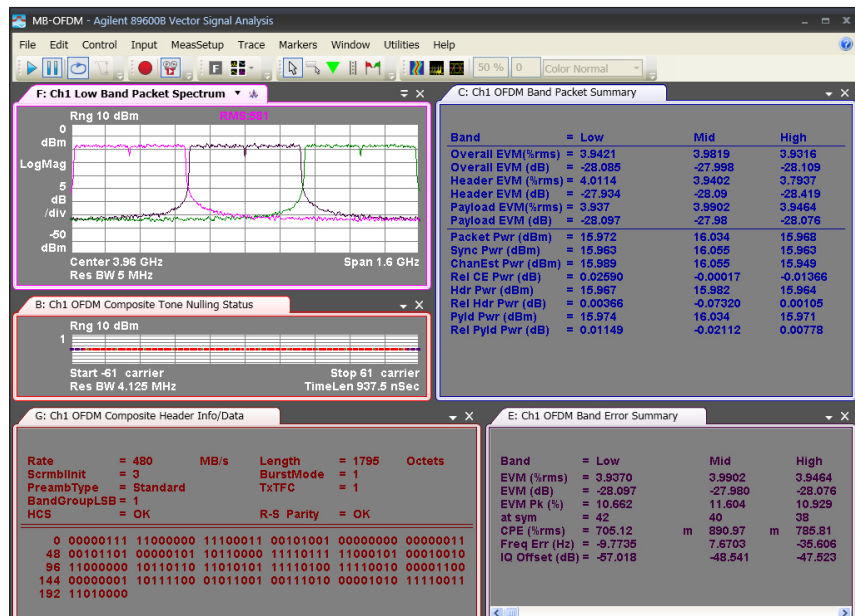 MB-OFDM - Agilent 89600B Vector Signal Analysis
File Edit Control Input MeasSetup Trace Markers Window Utilities Help
50 % 0 Color Normal
F: Ch1 Low Band Packet Spectrum
Rng 10 dBm RMS:581
0
dBm
LogMag
5
dB
/div
-50
dBm
Center 3.96 GHz Span 1.6 GHz
Res BW 5 MHz
B: Ch1 OFDM Composite Tone Nulling Status
Rng 10 dBm
1
Start -61 carrier Stop 61 carrier
Res BW 4.125 MHz TimeLen 937.5 nSec
C: Ch1 OFDM Band Packet Summary
Band = Low Mid High
Overall EVM(%rms) = 3.9421 3.9819 3.9316
Overall EVM (dB) = -28.085 -27.998 -28.109
Header EVM (%rms) = 4.0114 3.9402 3.7937
Header EVM (dB) = -27.934 -28.09 -28.419
Payload EVM(%rms) = 3.937 3.9902 3.9464
Payload EVM (dB) = -28.097 -27.98 -28.076
Packet Pwr (dBm) = 15.972 16.034 15.968
Sync Pwr (dBm) = 15.963 16.055 15.963
ChanEst Pwr (dBm) = 15.989 16.055 15.949
Rel CE Pwr (dB) = 0.02590 -0.00017 -0.01366
Hdr Pwr (dBm) = 15.967 15.982 15.964
Rel Hdr Pwr (dB) = 0.00366 -0.07320 0.00105
Pyld Pwr (dBm) = 15.974 16.034 15.971
Rel Pyld Pwr (dB) = 0.01149 -0.02112 0.00778
G: Ch1 OFDM Composite Header Info/Data
Rate = 480 MB/s Length = 1795 Octets
ScrmblInit = 3 BurstMode = 1
PreambType = Standard TxTFC = 1
BandGroupLSB = 1
HCS = OK R-S Parity = OK
0 00000111 11000000 11100011 00101001 00000000 00000011
48 00101101 00000101 10110000 11110111 11000101 00010010
96 11000000 10110110 11010101 11110100 11110010 00001100
144 00000001 10111100 01011001 00111010 00001010 11110011
192 11010000
E: Ch1 OFDM Band Error Summary
Band = Low Mid High
EVM (%rms) = 3.9370 3.9902 3.9464
EVM (dB) = -28.097 -27.980 -28.076
EVM Pk (%) = 10.662 11.604 10.929
at sym = 42 40 38
CPE (%rms) = 705.12 m 890.97 m 785.81
Freq Err (Hz) = -9.7735 7.6703 -35.606
IQ Offset (dB) = -57.018 -48.541 -47.523